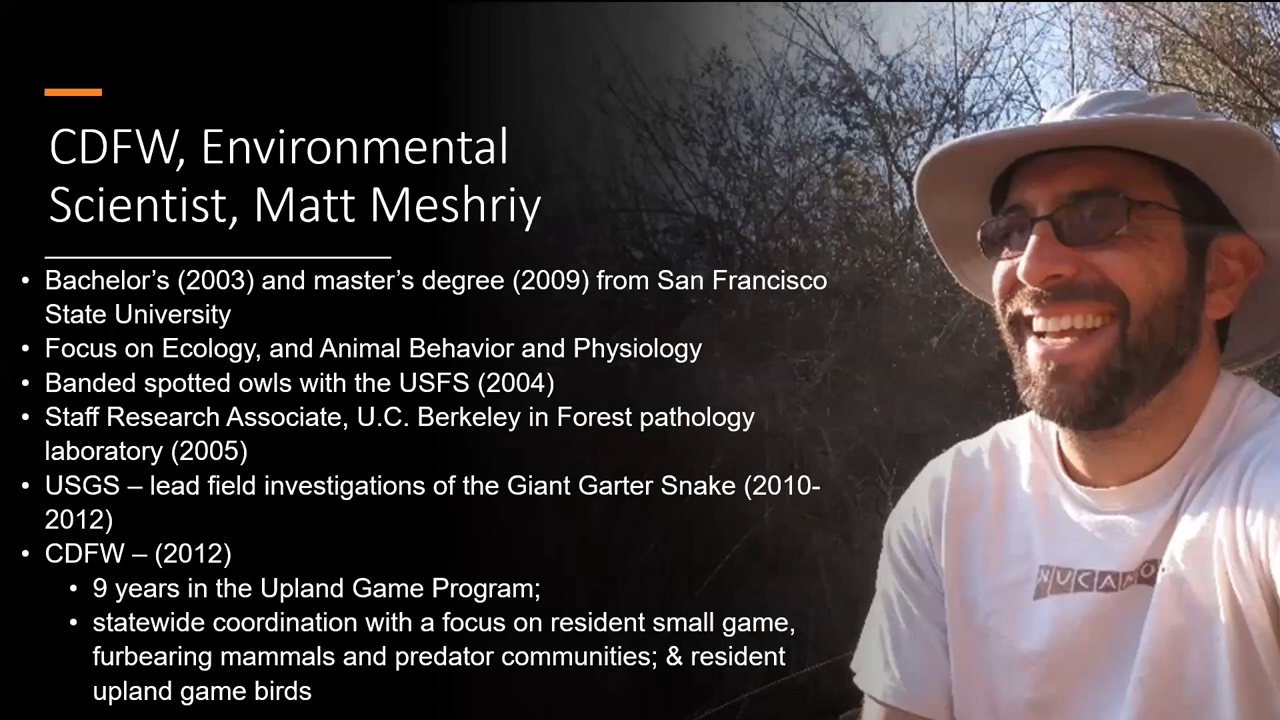 CDFW, Environmental
Scientist, Matt Meshriy
• Bachelor’s (2003) and master’s degree (2009) from San Francisco
State University
• Focus on Ecology, and Animal Behavior and Physiology
• Banded spotted owls with the USFS (2004)
• Staff Research Associate, U.C. Berkeley in Forest pathology
laboratory (2005)
• USGS – lead field investigations of the Giant Garter Snake (2010-
2012)
• CDFW – (2012)
• 9 years in the Upland Game Program;
• statewide coordination with a focus on resident small game,
furbearing mammals and predator communities; & resident
upland game birds